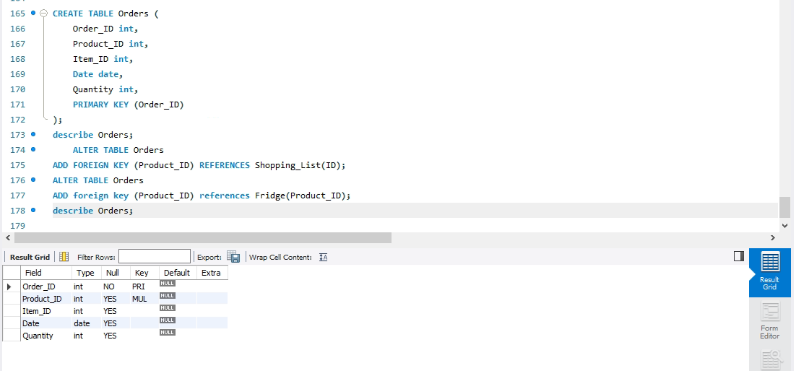 165 CREATE TABLE Orders (
166 Order_ID int,
167 Product_ID int,
168 Item_ID int,
169 Date date,
170 Quantity int,
171 PRIMARY KEY (Order_ID)
172 );
173 describe Orders;
174 ALTER TABLE Orders
175 ADD FOREIGN KEY (Product_ID) REFERENCES Shopping_List(ID);
176 ALTER TABLE Orders
177 ADD foreign key (Product_ID) references Fridge(Product_ID);
178 describe Orders;
179
Result Grid Filter Rows: Export: Wrap Cell Content: IA
Field Type Null Key Default Extra
Order_ID int NO PRI NULL
Product_ID int YES MUL NULL
Item_ID int YES NULL
Date date YES NULL
Quantity int YES NULL
Result
Grid
Form
Editor